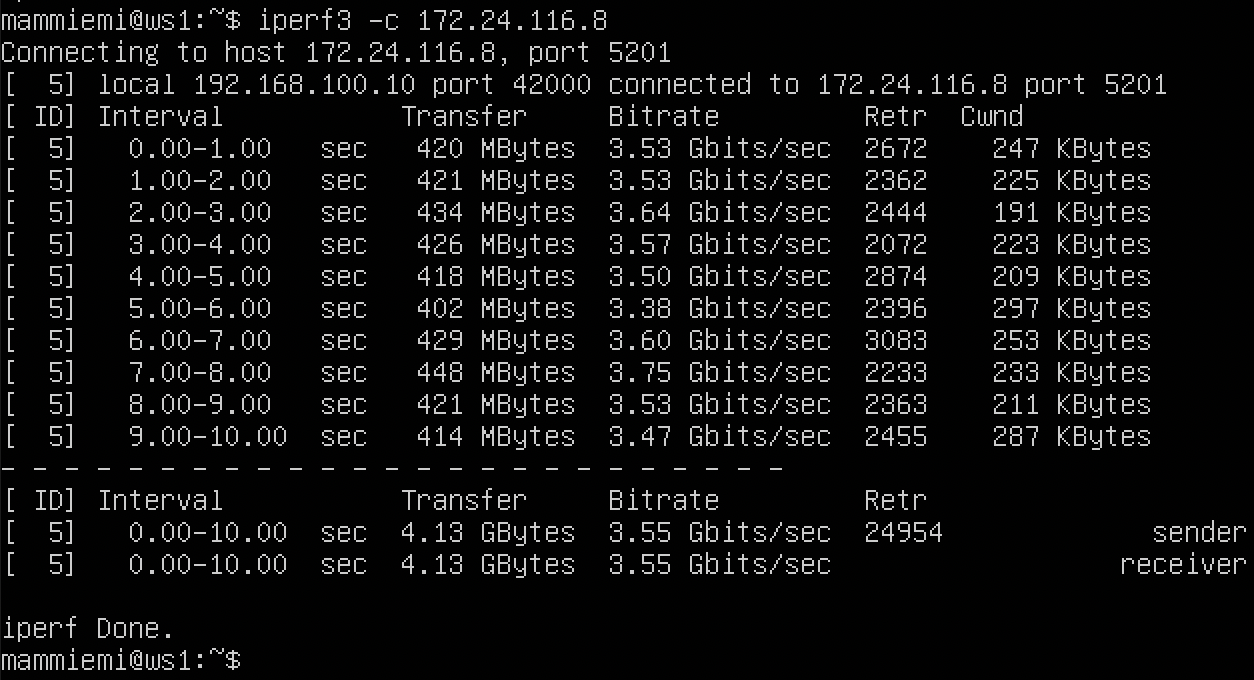 mammiemi@ws1:~$ iperf3 -c 172.24.116.8
Connecting to host 172.24.116.8, port 5201
[  5] local 192.168.100.10 port 42000 connected to 172.24.116.8 port 5201
[ ID] Interval           Transfer     Bitrate         Retr  Cwnd
[  5]   0.00-1.00   sec   420 MBytes  3.53 Gbits/sec  2672    247 KBytes
[  5]   1.00-2.00   sec   421 MBytes  3.53 Gbits/sec  2362    225 KBytes
[  5]   2.00-3.00   sec   434 MBytes  3.64 Gbits/sec  2444    191 KBytes
[  5]   3.00-4.00   sec   426 MBytes  3.57 Gbits/sec  2072    223 KBytes
[  5]   4.00-5.00   sec   418 MBytes  3.50 Gbits/sec  2874    209 KBytes
[  5]   5.00-6.00   sec   402 MBytes  3.38 Gbits/sec  2396    297 KBytes
[  5]   6.00-7.00   sec   429 MBytes  3.60 Gbits/sec  3083    253 KBytes
[  5]   7.00-8.00   sec   448 MBytes  3.75 Gbits/sec  2233    233 KBytes
[  5]   8.00-9.00   sec   421 MBytes  3.53 Gbits/sec  2363    211 KBytes
[  5]   9.00-10.00  sec   414 MBytes  3.47 Gbits/sec  2455    287 KBytes
- - - - - - - - - - - - - - - - - - - - - - - - -
[ ID] Interval           Transfer     Bitrate         Retr
[  5]   0.00-10.00  sec  4.13 GBytes  3.55 Gbits/sec  24954             sender
[  5]   0.00-10.00  sec  4.13 GBytes  3.55 Gbits/sec                  receiver
iperf Done.
mammiemi@ws1:~$